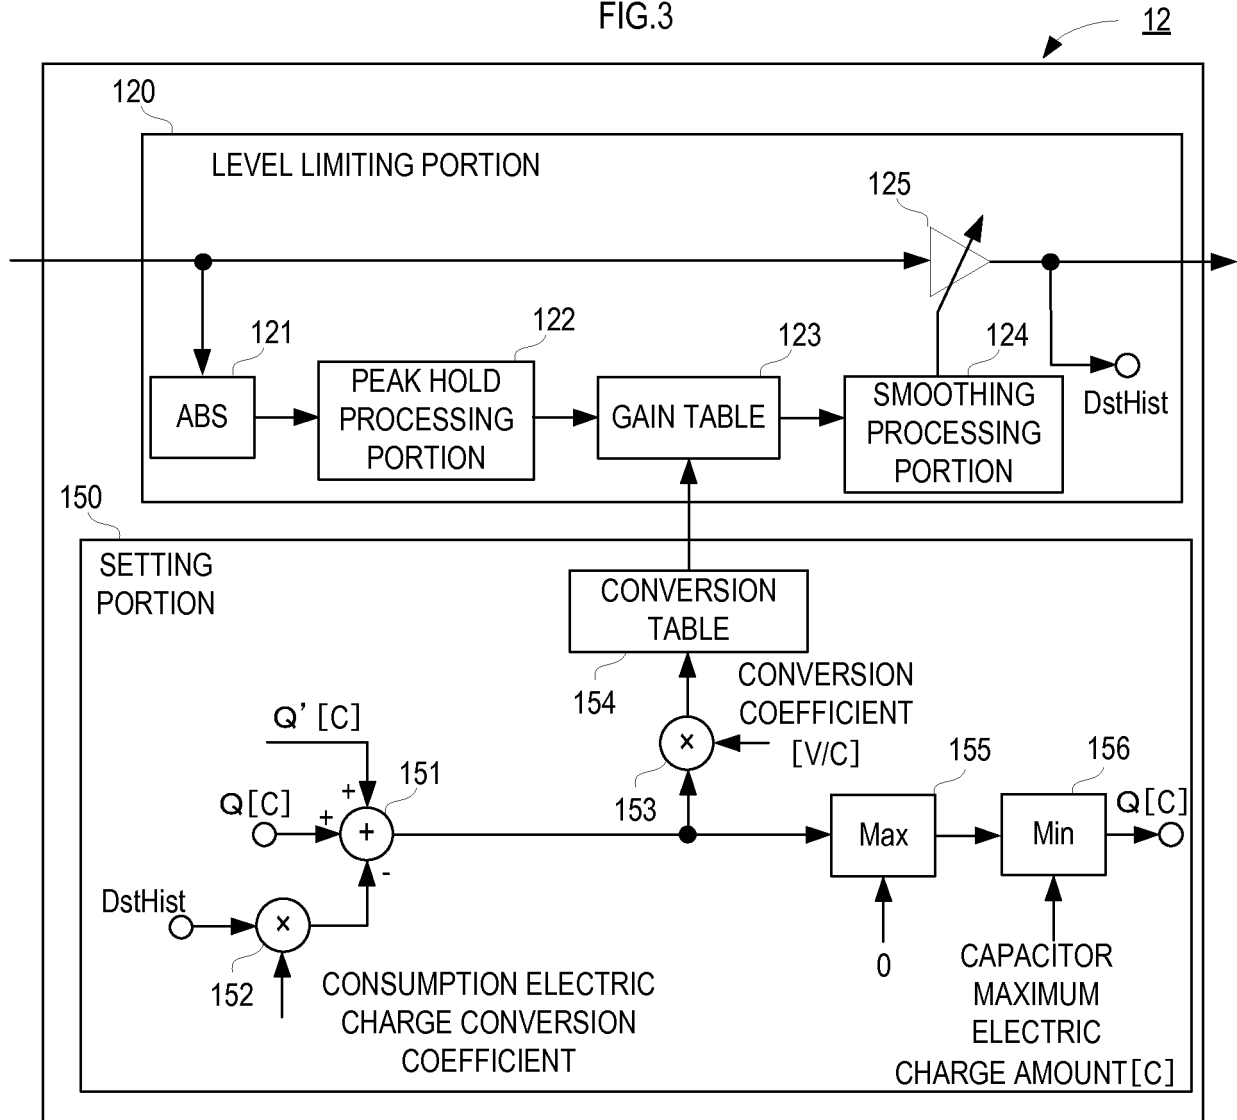 FIG.3
12
120
LEVEL LIMITING PORTION
125
121
122
123
124
ABS
PEAK HOLD
PROCESSING
PORTION
GAIN TABLE
SMOOTHING
PROCESSING
PORTION
DstHist
150
SETTING
PORTION
CONVERSION
TABLE
154
CONVERSION
COEFFICIENT
[V/C]
×
153
Q' [C]
+
151
Q[C]
+
+
-
155
Max
0
156
Min
Q[C]
DstHist
×
152
CONSUMPTION ELECTRIC
CHARGE CONVERSION
COEFFICIENT
CAPACITOR
MAXIMUM
ELECTRIC
CHARGE AMOUNT[C]